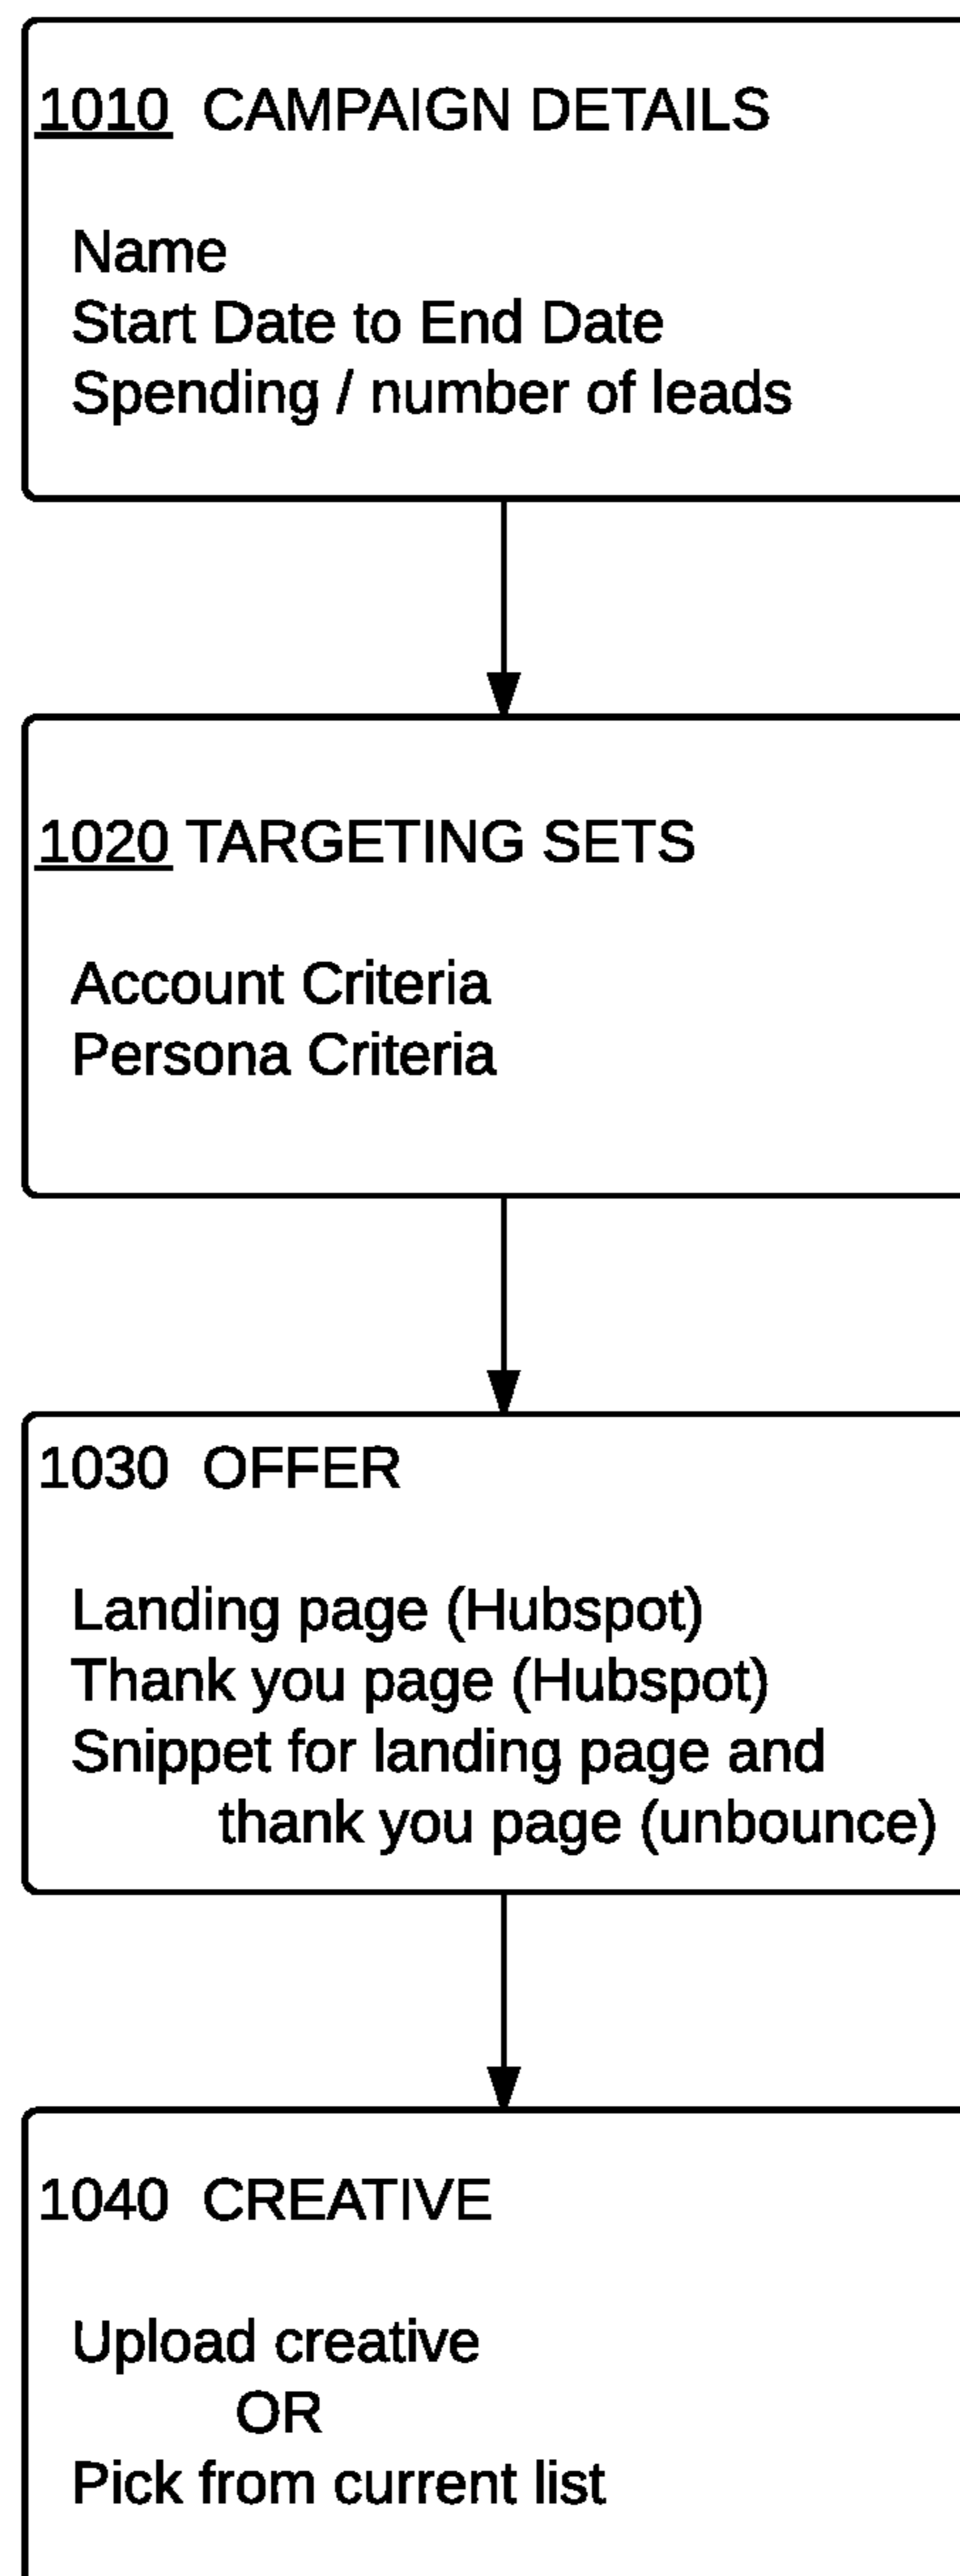 1010 CAMPAIGN DETAILS
Name
Start Date to End Date
Spending / number of leads
1020 TARGETING SETS
Account Criteria
Persona Criteria
1030 OFFER
Landing page (Hubspot)
Thank you page (Hubspot)
Snippet for landing page and
thank you page (unbounce)
1040 CREATIVE
Upload creative
OR
Pick from current list